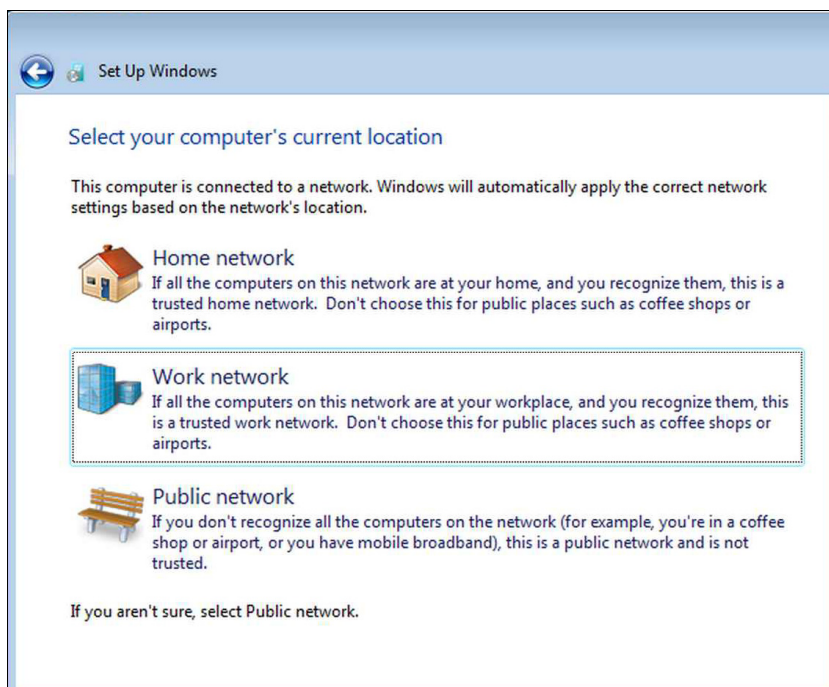 Set Up Windows
Select your computer's current location
This computer is connected to a network. Windows will automatically apply the correct network
settings based on the network's location.
Home network
If all the computers on this network are at your home, and you recognize them, this is a
trusted home network.  Don't choose this for public places such as coffee shops or
airports.
Work network
If all the computers on this network are at your workplace, and you recognize them, this
is a trusted work network.  Don't choose this for public places such as coffee shops or
airports.
Public network
If you don't recognize all the computers on the network (for example, you're in a coffee
shop or airport, or you have mobile broadband), this is a public network and is not
trusted.
If you aren't sure, select Public network.